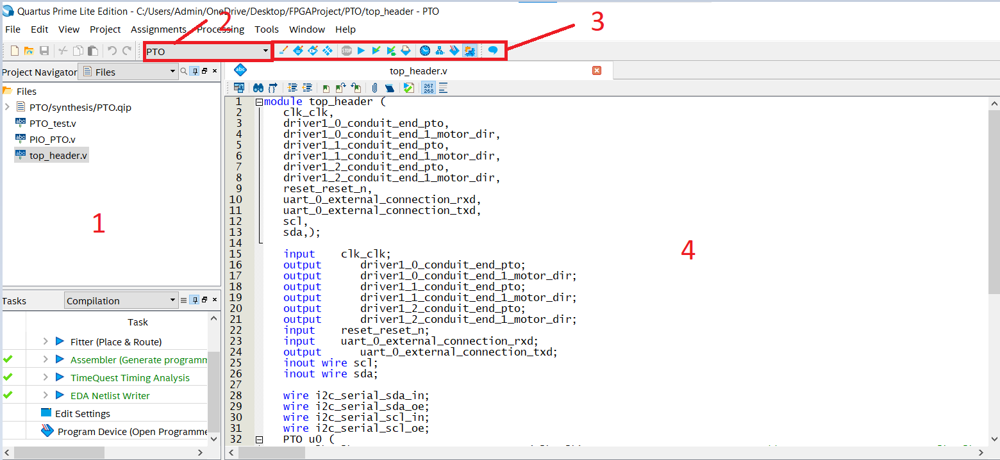 Quartus Prime Lite Edition - C:/Users/Admin/OneDrive/Desktop/FPGAProject/PTO/top_header - PTO
File Edit View Project Assignments Processing Tools Window Help
2
3
PTO
STOP
Project Navigator Files
abc
top_header.v
267
268
Files
PTO/synthesis/PTO.qip
abc PTO_test.v
abc PIO_PTO.v
abc top_header.v
1
Tasks Compilation
Task
Fitter (Place & Route)
Assembler (Generate programm
TimeQuest Timing Analysis
EDA Netlist Writer
Edit Settings
Program Device (Open Programme
1 module top_header (
2 clk_clk,
3 driver1_0_conduit_end_pto,
4 driver1_0_conduit_end_1_motor_dir,
5 driver1_1_conduit_end_pto,
6 driver1_1_conduit_end_1_motor_dir,
7 driver1_2_conduit_end_pto,
8 driver1_2_conduit_end_1_motor_dir,
9 reset_reset_n,
10 uart_0_external_connection_rxd,
11 uart_0_external_connection_txd,
12 scl,
13 sda,);
14
15 input clk_clk;
16 output driver1_0_conduit_end_pto;
17 output driver1_0_conduit_end_1_motor_dir;
18 output driver1_1_conduit_end_pto;
19 output driver1_1_conduit_end_1_motor_dir;
20 output driver1_2_conduit_end_pto;
21 output driver1_2_conduit_end_1_motor_dir;
22 input reset_reset_n;
23 input uart_0_external_connection_rxd;
24 output uart_0_external_connection_txd;
25 inout wire scl;
26 inout wire sda;
27
28 wire i2c_serial_sda_in;
29 wire i2c_serial_sda_oe;
30 wire i2c_serial_scl_in;
31 wire i2c_serial_scl_oe;
32 PTO u0 (
4